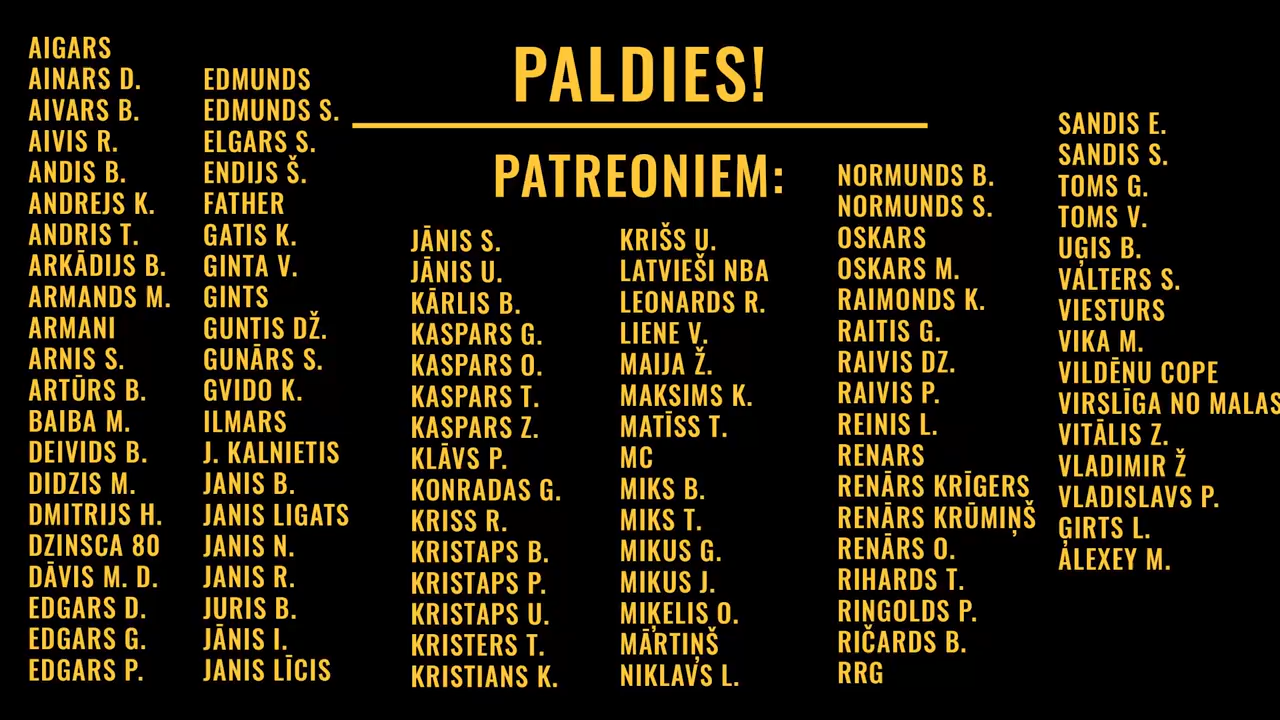 PALDIES!
PATREONIEM:
AIGARS
AINARS D.
AIVARS B.
AIVIS R.
ANDIS B.
ANDREJS K.
ANDRIS T.
ARKĀDIJS B.
ARMANDS M.
ARMANI
ARNIS S.
ARTŪRS B.
BAIBA M.
DEIVIDS B.
DIDZIS M.
DMITRIJS H.
DZINSCA 80
DĀVIS M. D.
EDGARS D.
EDGARS G.
EDGARS P.
EDMUNDS
EDMUNDS S.
ELGARS S.
ENDIJS Š.
FATHER
GATIS K.
GINTA V.
GINTS
GUNTIS DŽ.
GUNĀRS S.
GVIDO K.
ILMARS
J. KALNIETIS
JANIS B.
JANIS LIGATS
JANIS N.
JANIS R.
JURIS B.
JĀNIS I.
JANIS LĪCIS
JĀNIS S.
JĀNIS U.
KĀRLIS B.
KASPARS G.
KASPARS O.
KASPARS T.
KASPARS Z.
KLĀVS P.
KONRADAS G.
KRISS R.
KRISTAPS B.
KRISTAPS P.
KRISTAPS U.
KRISTERS T.
KRISTIANS K.
KRIŠS U.
LATVIEŠI NBA
LEONARDS R.
LIENE V.
MAIJA Ž.
MAKSIMS K.
MATĪSS T.
MC
MIKS B.
MIKS T.
MIKUS G.
MIKUS J.
MIĶELIS O.
MĀRTIŅŠ
NIKLAVS L.
NORMUNDS B.
NORMUNDS S.
OSKARS
OSKARS M.
RAIMONDS K.
RAITIS G.
RAIVIS DZ.
RAIVIS P.
REINIS L.
RENARS
RENĀRS KRĪGERS
RENĀRS KRŪMIŅŠ
RENĀRS O.
RIHARDS T.
RINGOLDS P.
RIČARDS B.
RRG
SANDIS E.
SANDIS S.
TOMS G.
TOMS V.
UĢIS B.
VALTERS S.
VIESTURS
VIKA M.
VILDĒNU COPE
VIRSLĪGA NO MALAS
VITĀLIS Z.
VLADIMIR Ž
VLADISLAVS P.
ĢIRTS L.
ALEXEY M.